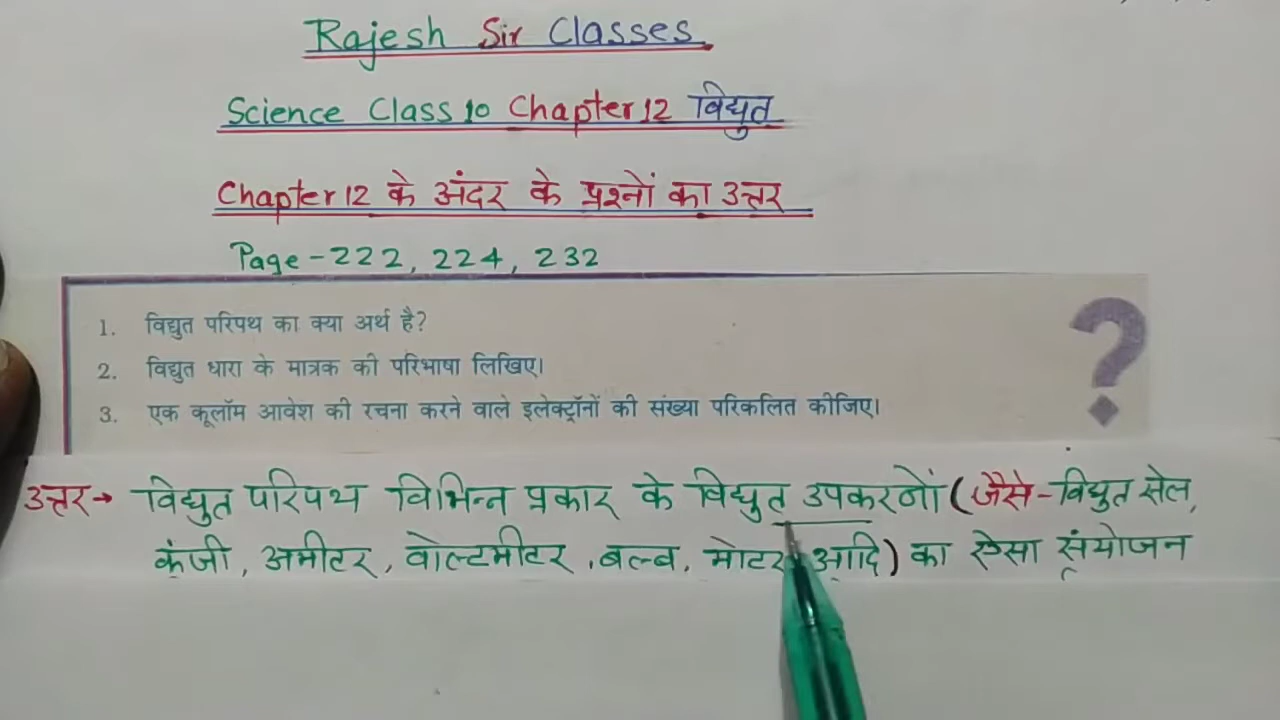 Rajesh Sir Classes
Science Class 10 Chapter 12 विद्युत
Chapter 12 के अंदर के प्रश्नों का उत्तर
Page - 222, 224, 232
1. विद्युत परिपथ का क्या अर्थ है?
2. विद्युत धारा के मात्रक की परिभाषा लिखिए।
3. एक कूलॉम आवेश की रचना करने वाले इलेक्ट्रॉनों की संख्या परिकलित कीजिए।
?
उत्तर → विद्युत परिपथ विभिन्न प्रकार के विद्युत उपकरनों (जैसे - विद्युत सेल,
कुंजी, अमीटर, वोल्टमीटर, बल्ब, मोटर आदि) का ऐसा संयोजन